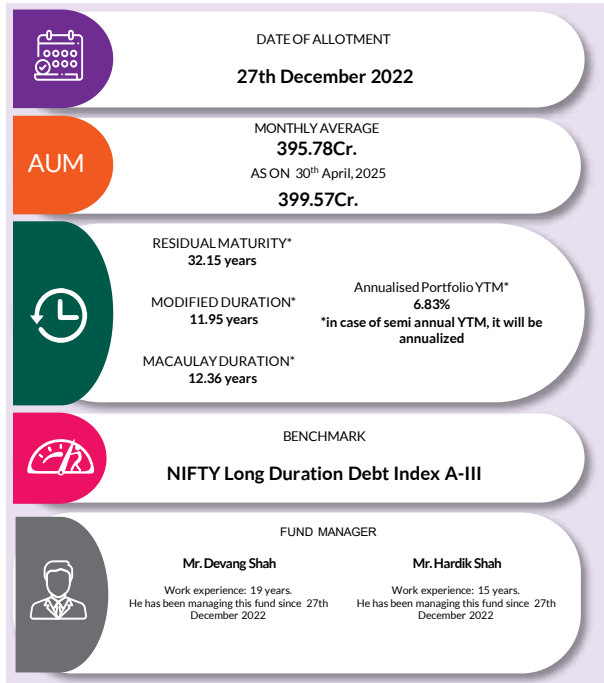 DATE OF ALLOTMENT
27th December 2022
AUM
MONTHLY AVERAGE
395.78Cr.
AS ON 30th April, 2025
399.57Cr.
RESIDUAL MATURITY*
32.15 years
MODIFIED DURATION*
11.95 years
MACAULAY DURATION*
12.36 years
Annualised Portfolio YTM*
6.83%
*in case of semi annual YTM, it will be
annualized
BENCHMARK
NIFTY Long Duration Debt Index A-III
FUND MANAGER
Mr. Devang Shah
Work experience: 19 years.
He has been managing this fund since 27th
December 2022
Mr. Hardik Shah
Work experience: 15 years.
He has been managing this fund since 27th
December 2022